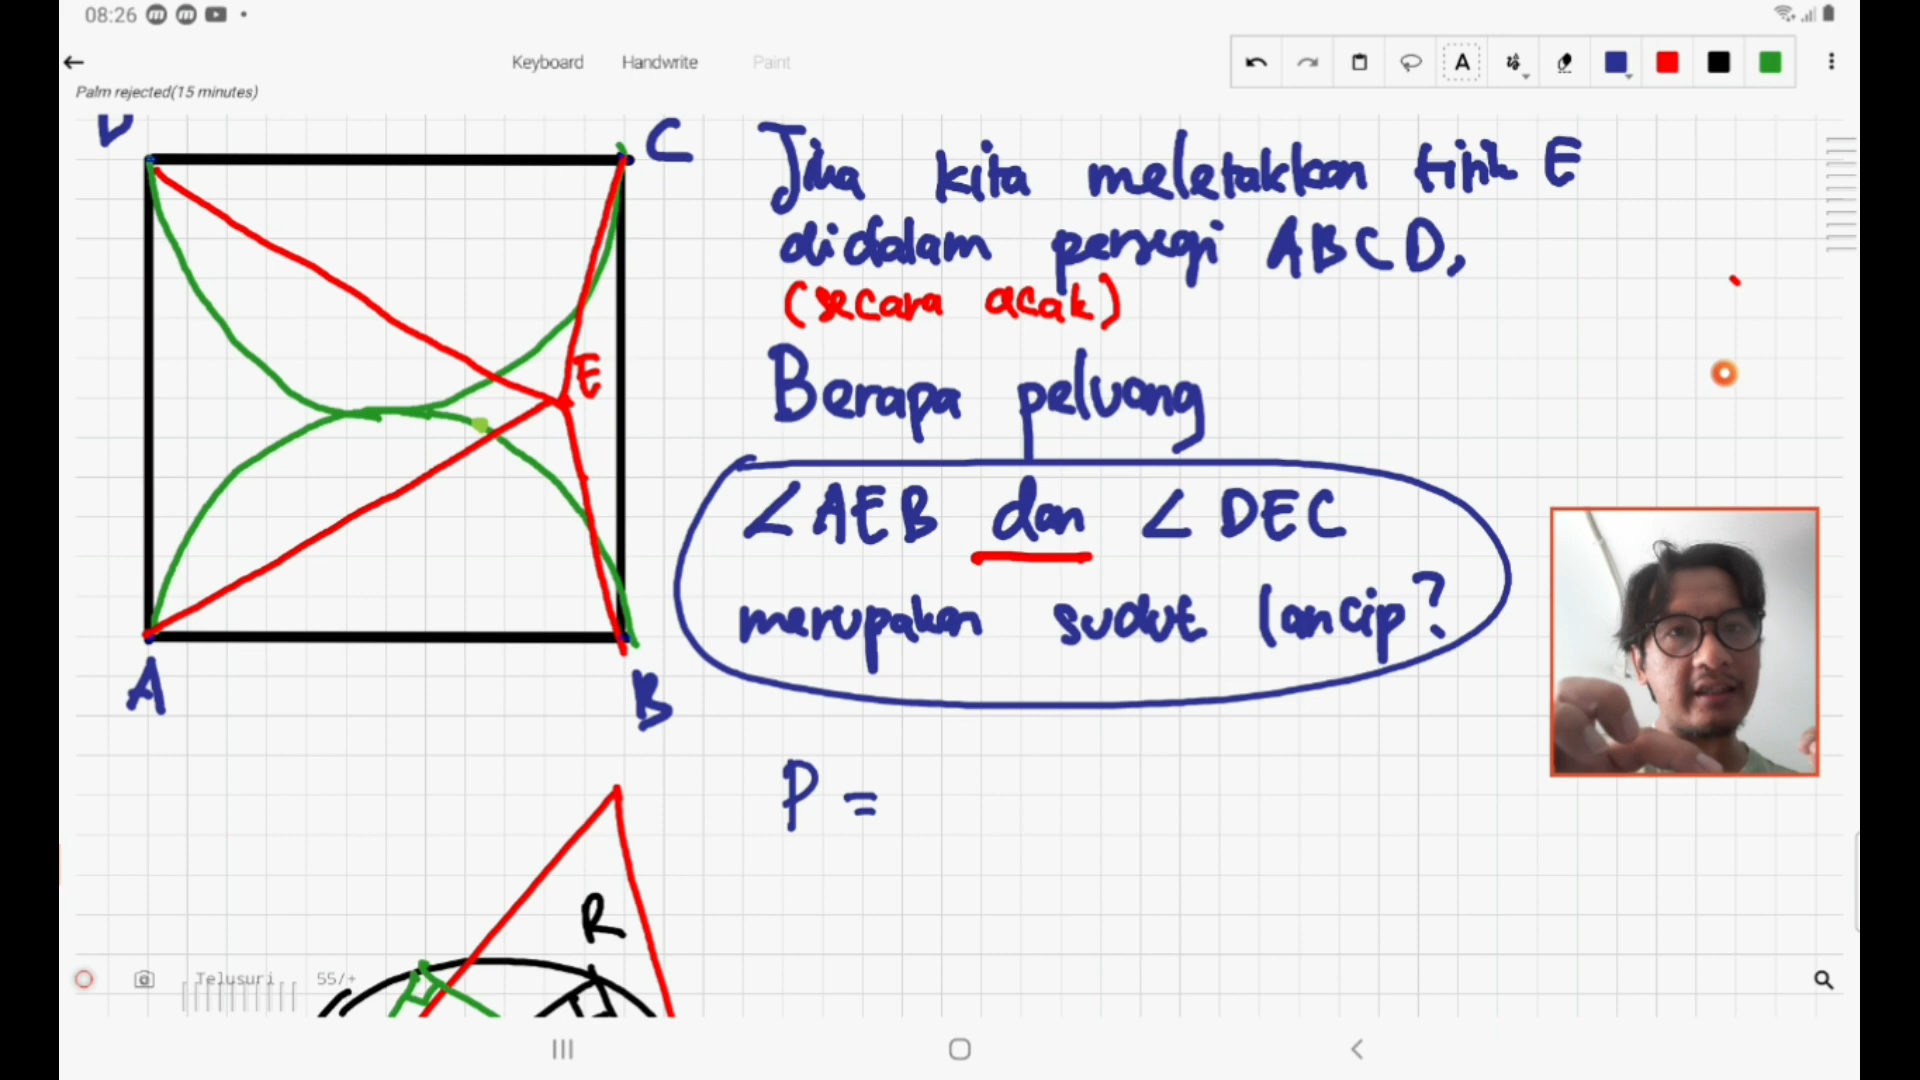 08:26
Keyboard Handwrite Paint
A
Palm rejected(15 minutes)
D
C
Jika kita meletakkan titik E
didalam persegi ABCD,
(secara acak)
E
Berapa peluang
∠AEB dan ∠DEC
merupakan sudut lancip?
A
B
P =
R
Telusuri 55/+